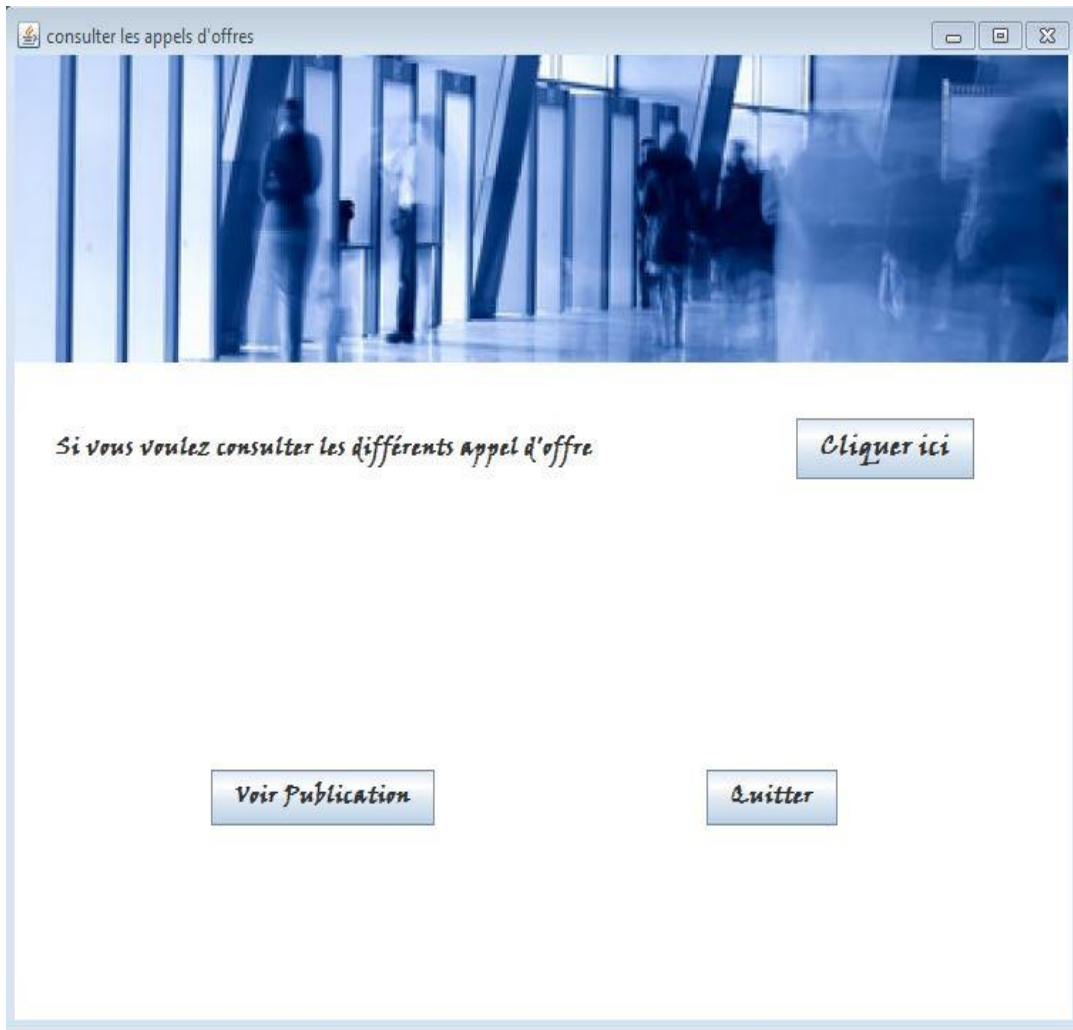 consulter les appels d'offres
Si vous voulez consulter les différents appel d'offre
Cliquer ici
Voir Publication
Quitter